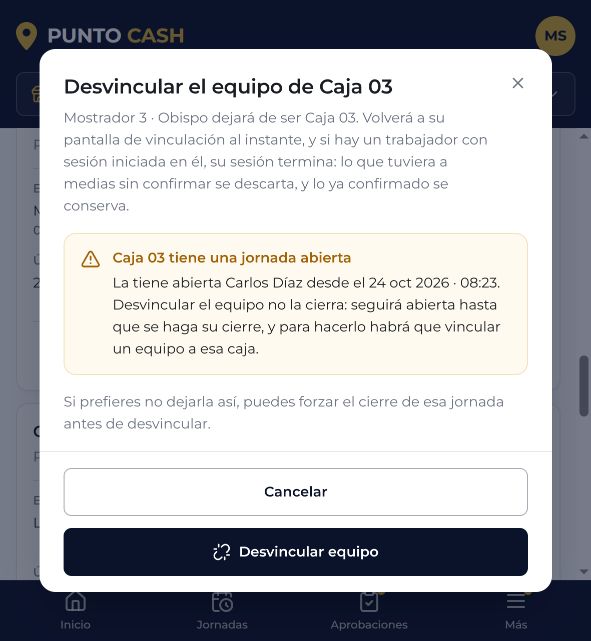 PUNTO CASH
MS
Desvincular el equipo de Caja 03
Mostrador 3 · Obispo dejará de ser Caja 03. Volverá a su
pantalla de vinculación al instante, y si hay un trabajador con
sesión iniciada en él, su sesión termina: lo que tuviera a
medias sin confirmar se descarta, y lo ya confirmado se
conserva.
Caja 03 tiene una jornada abierta
La tiene abierta Carlos Díaz desde el 24 oct 2026 · 08:23.
Desvincular el equipo no la cierra: seguirá abierta hasta
que se haga su cierre, y para hacerlo habrá que vincular
un equipo a esa caja.
Si prefieres no dejarla así, puedes forzar el cierre de esa jornada
antes de desvincular.
Cancelar
Desvincular equipo
Inicio
Jornadas
Aprobaciones
Más